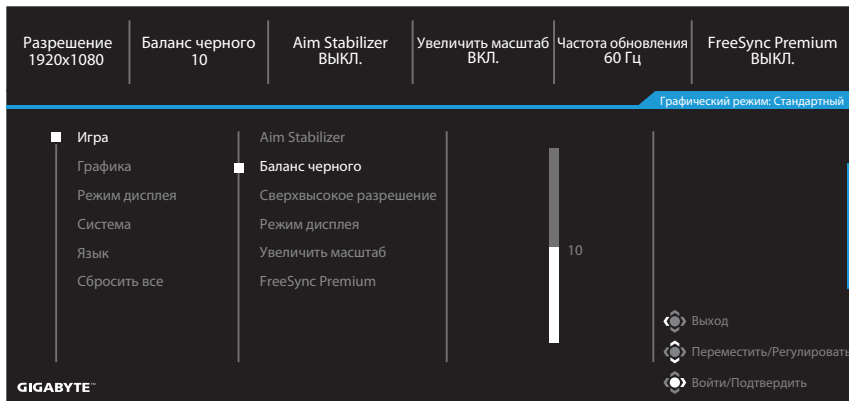 Разрешение
1920x1080
Баланс черного
10
Aim Stabilizer
ВЫКЛ.
Увеличить масштаб
ВКЛ.
Частота обновления
60 Гц
FreeSync Premium
ВЫКЛ.
Графический режим: Стандартный
Игра
Графика
Режим дисплея
Система
Язык
Сбросить все
Aim Stabilizer
Баланс черного
Сверхвысокое разрешение
Режим дисплея
Увеличить масштаб
FreeSync Premium
10
Выход
Переместить/Регулировать
Войти/Подтвердить
GIGABYTE™